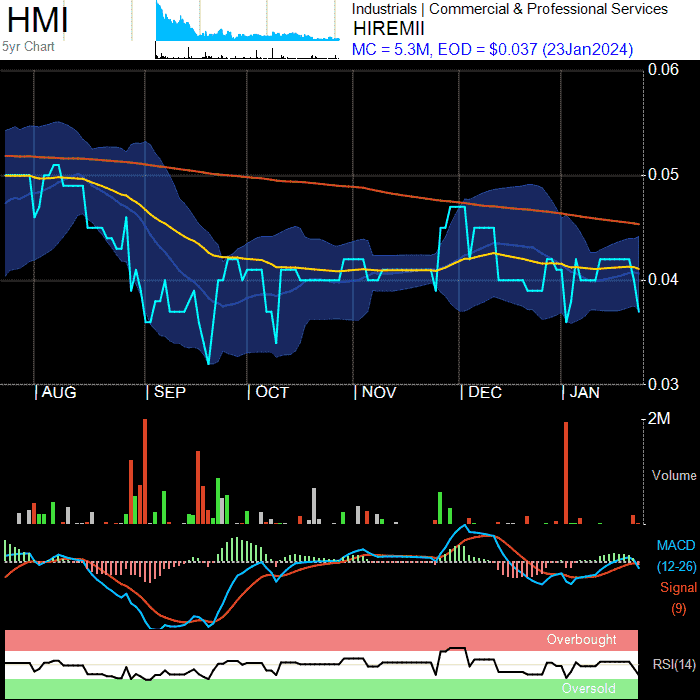 HMI
5yr Chart
Industrials | Commercial & Professional Services
HIREMII
MC = 5.3M, EOD = $0.037 (23Jan2024)
0.06
0.05
0.04
0.03
| AUG | SEP | OCT | NOV | DEC | JAN
2M
Volume
MACD
(12-26)
Signal
(9)
Overbought
RSI(14)
Oversold